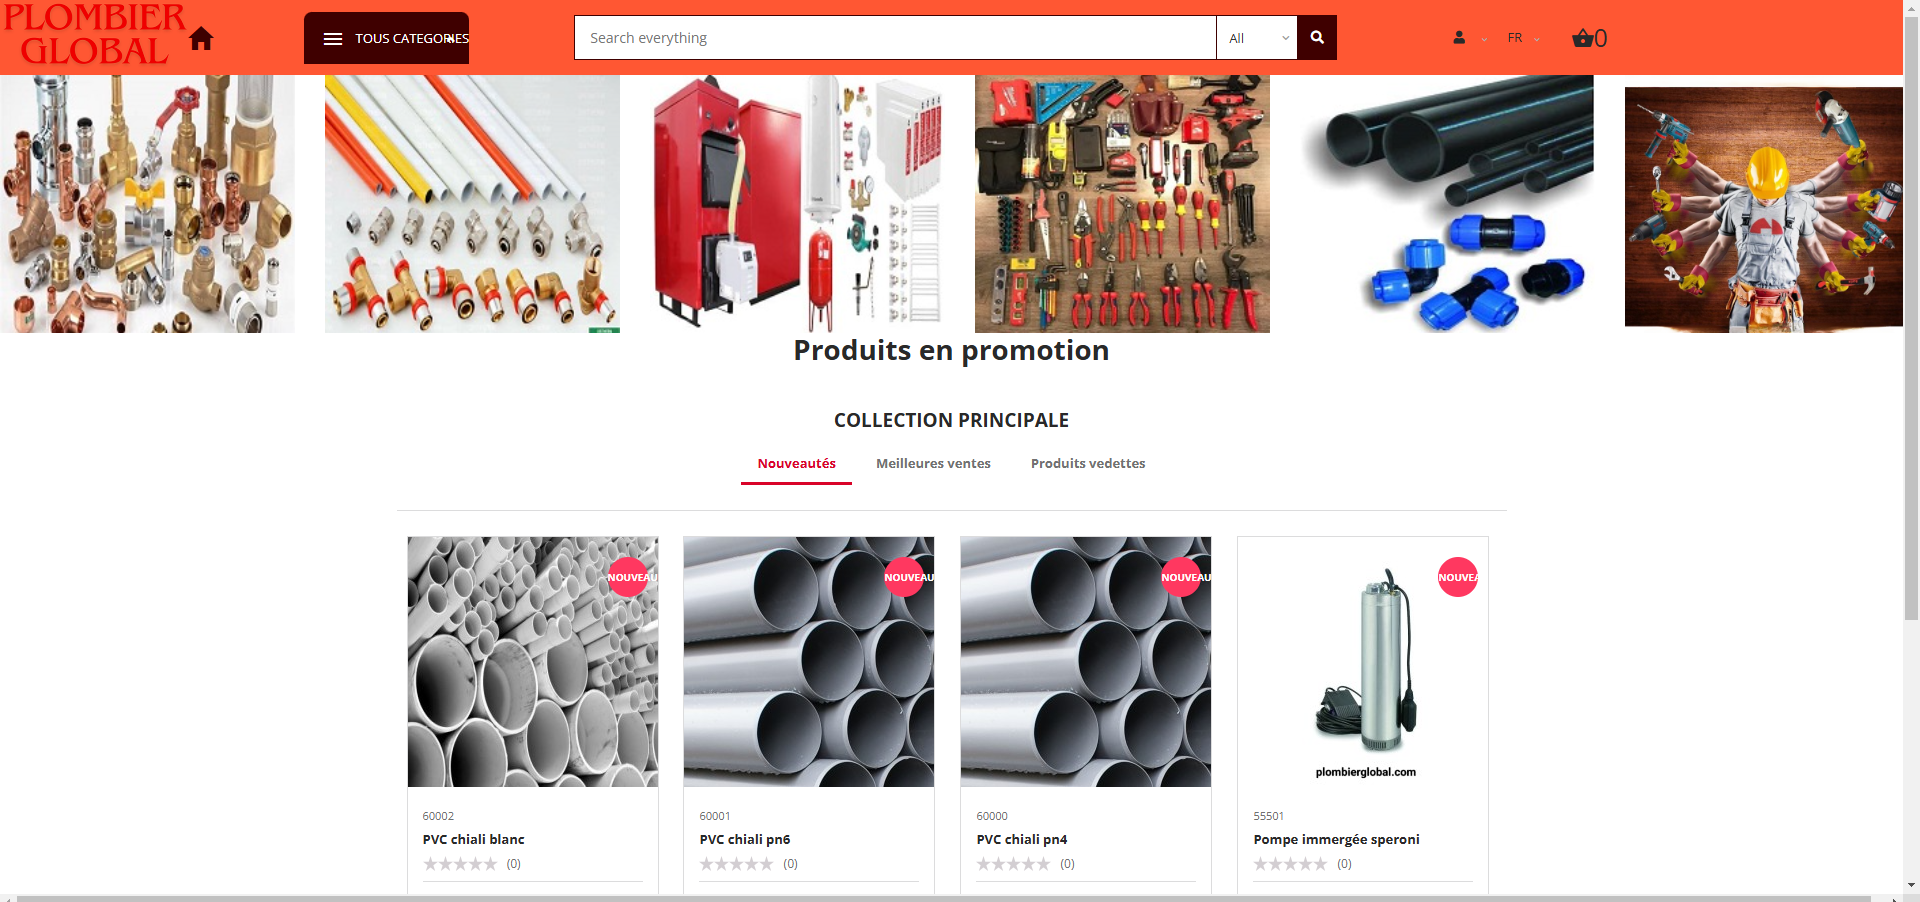 PLOMBIER
GLOBAL
TOUS CATEGORIES
Search everything
All
FR
0
Produits en promotion
COLLECTION PRINCIPALE
Nouveautés
Meilleures ventes
Produits vedettes
NOUVEAU
NOUVEAU
NOUVEAU
NOUVEA
plombierglobal.com
60002
PVC chiali blanc
(0)
60001
PVC chiali pn6
(0)
60000
PVC chiali pn4
(0)
55501
Pompe immergée speroni
(0)